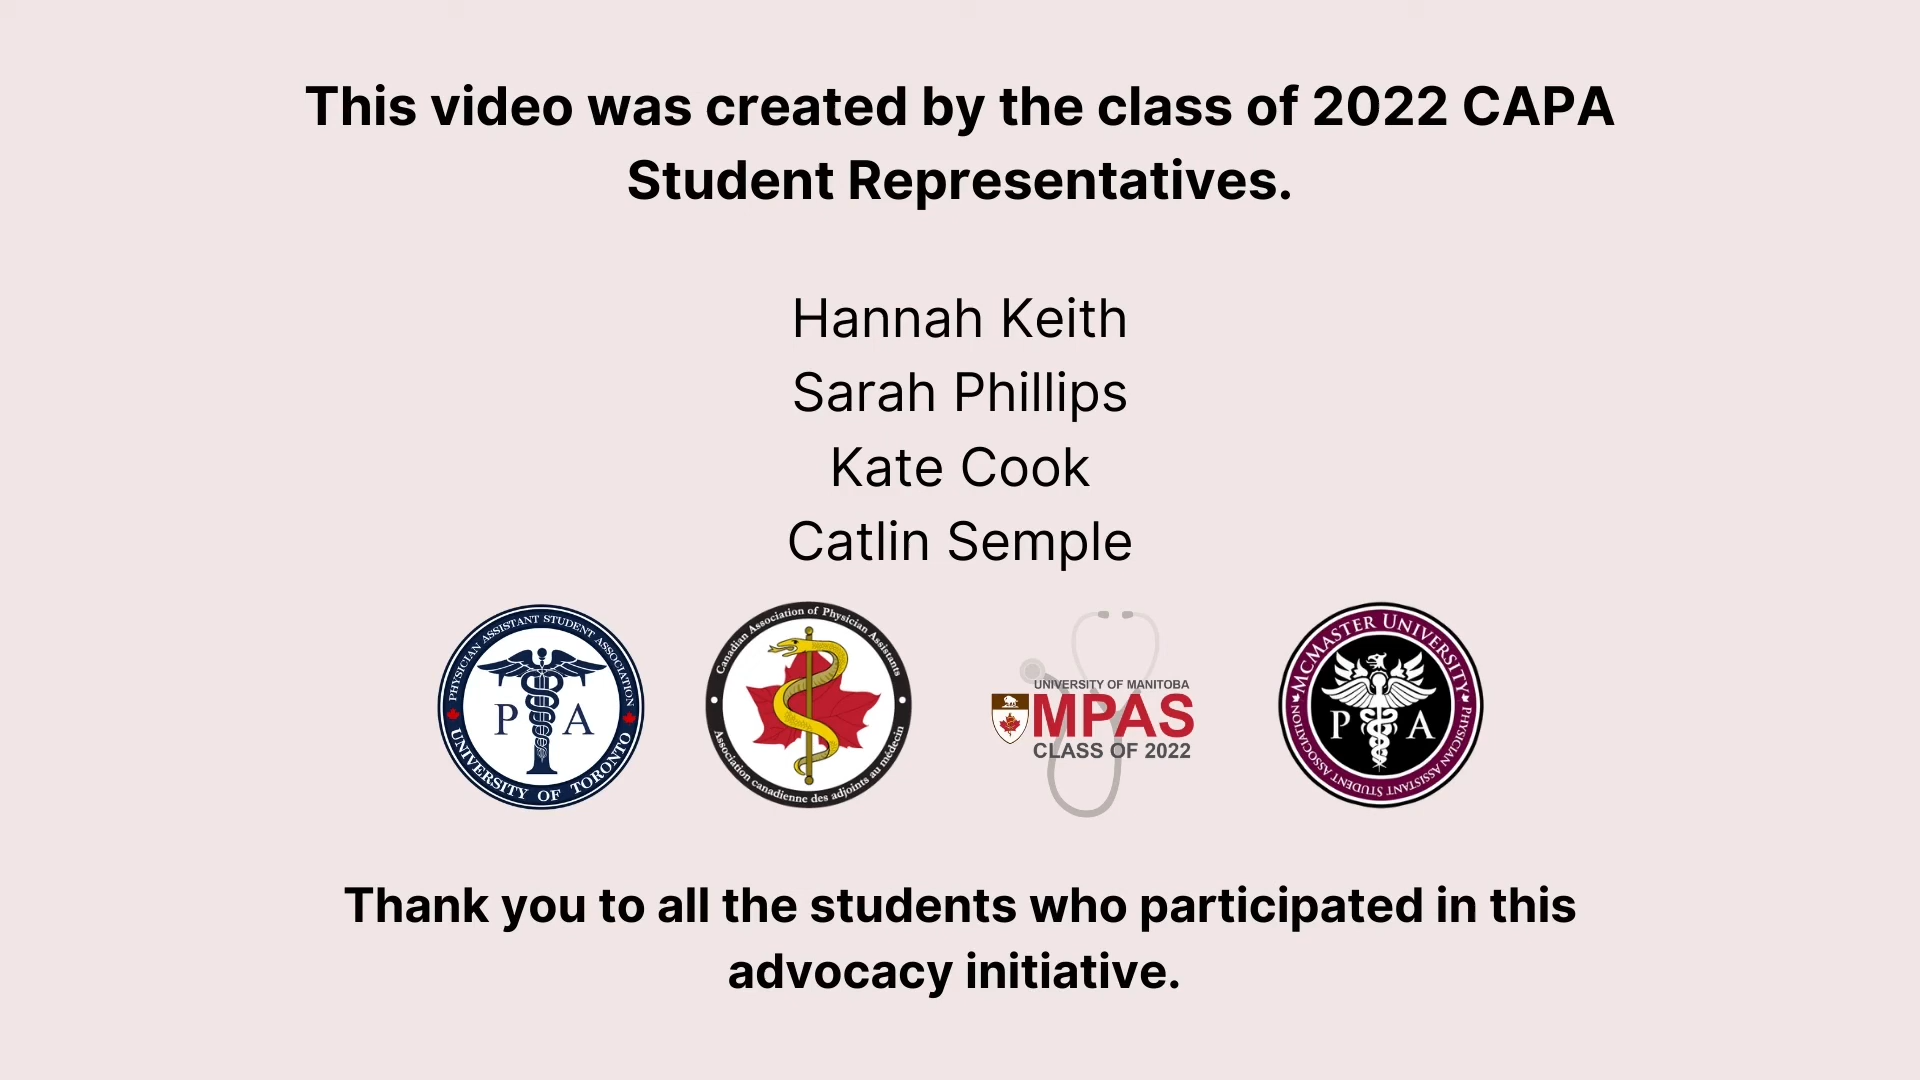 This video was created by the class of 2022 CAPA
Student Representatives.
Hannah Keith
Sarah Phillips
Kate Cook
Catlin Semple
PHYSICIAN ASSISTANT STUDENT ASSOCIATION
P A
UNIVERSITY OF TORONTO
Canadian Association of Physician Assistants
Association canadienne des adjoints au médecin
UNIVERSITY OF MANITOBA
MPAS
CLASS OF 2022
MCMASTER UNIVERSITY
P A
PHYSICIAN ASSISTANT STUDENT ASSOCIATION
Thank you to all the students who participated in this
advocacy initiative.